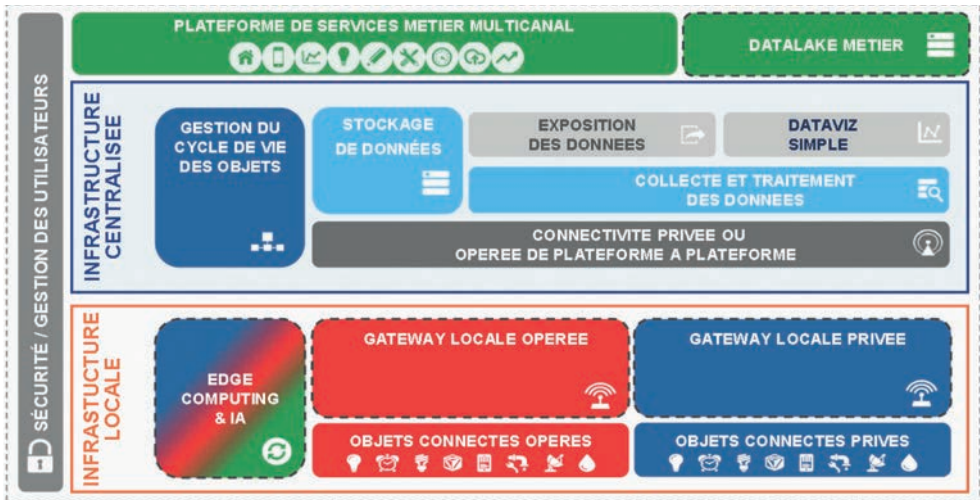 PLATEFORME DE SERVICES METIER MULTICANAL
DATALAKE METIER
SÉCURITÉ / GESTION DES UTILISATEURS
INFRASTRUCTURE
CENTRALISEE
GESTION DU
CYCLE DE VIE
DES OBJETS
STOCKAGE
DE DONNÉES
EXPOSITION
DES DONNEES
DATAVIZ
SIMPLE
COLLECTE ET TRAITEMENT
DES DONNEES
CONNECTIVITE PRIVEE OU
OPEREE DE PLATEFORME A PLATEFORME
INFRASTUCTURE
LOCALE
EDGE
COMPUTING
& IA
GATEWAY LOCALE OPEREE
GATEWAY LOCALE PRIVEE
OBJETS CONNECTES OPERES
OBJETS CONNECTES PRIVES